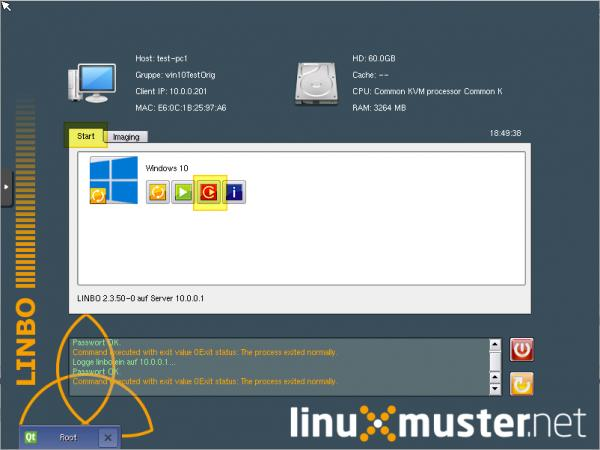 Host: test-pc1
Gruppe: win10TestOrig
Client IP: 10.0.0.201
MAC: E6:0C:1B:25:97:A6
HD: 60.0GB
Cache: --
CPU: Common KVM processor Common K
RAM: 3264 MB
Start
Imaging
18:49:38
Windows 10
i
LINBO 2.3.50-0 auf Server 10.0.0.1
LINBO
Passwort OK.
Command executed with exit value 0Exit status: The process exited normally.
Logge linbo ein auf 10.0.0.1 ...
Passwort OK.
Command executed with exit value 0Exit status: The process exited normally.
linuxmuster.net
Qt
Root